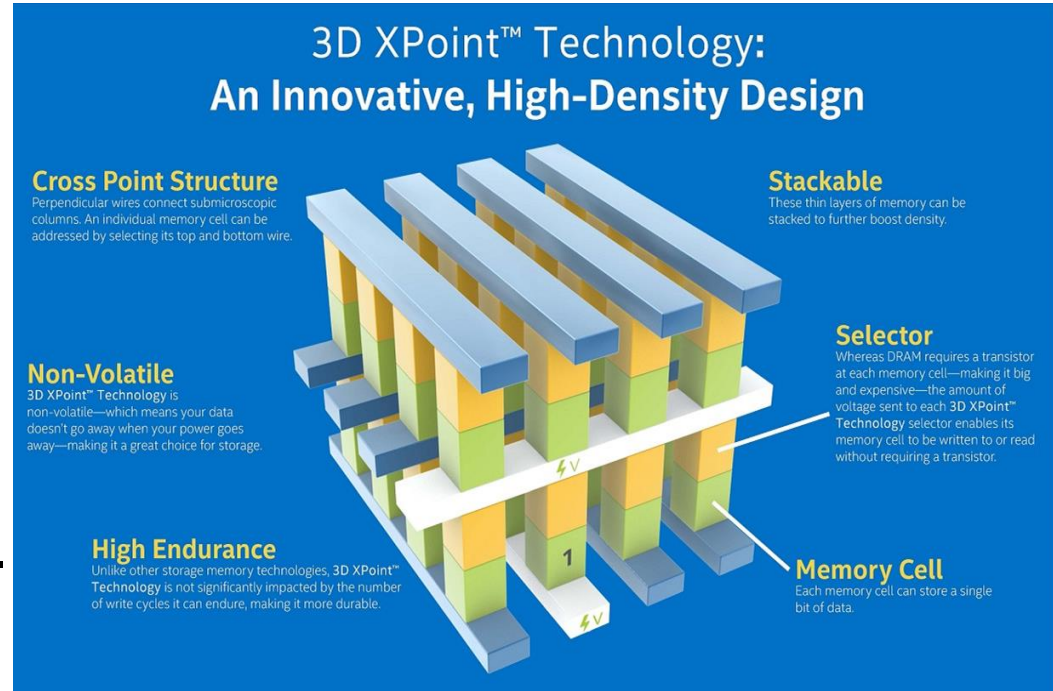 3D XPoint™ Technology:
An Innovative, High-Density Design
Cross Point Structure
Perpendicular wires connect submicroscopic
columns. An individual memory cell can be
addressed by selecting its top and bottom wire.
Stackable
These thin layers of memory can be
stacked to further boost density.
Selector
Whereas DRAM requires a transistor
at each memory cell—making it big
and expensive—the amount of
voltage sent to each 3D XPoint™
Technology selector enables its
memory cell to be written to or read
without requiring a transistor.
Non-Volatile
3D XPoint™ Technology is
non-volatile—which means your data
doesn't go away when your power goes
away—making it a great choice for storage.
V
High Endurance
Unlike other storage memory technologies, 3D XPoint™
Technology is not significantly impacted by the number
of write cycles it can endure, making it more durable.
1
V
Memory Cell
Each memory cell can store a single
bit of data.